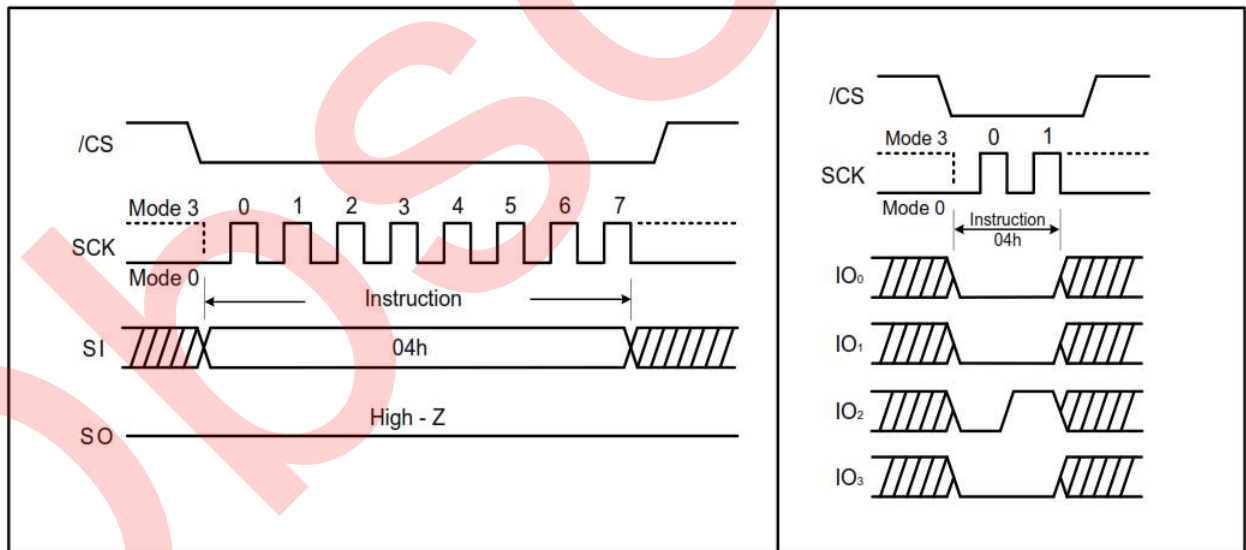 /CS
Mode 3 0 1 2 3 4 5 6 7
SCK
Mode 0
Instruction
SI 04h
High - Z
SO
/CS
Mode 3 0 1
SCK
Mode 0
Instruction
04h
IO₀
IO₁
IO₂
IO₃